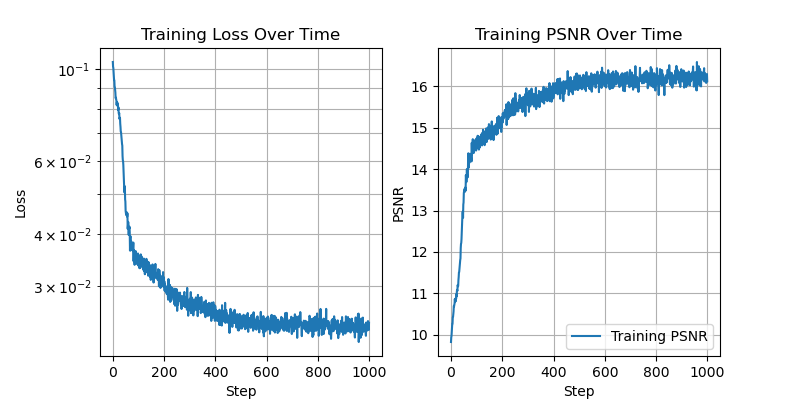 Training Loss Over Time
Loss
10⁻¹
6 × 10⁻²
4 × 10⁻²
3 × 10⁻²
0 200 400 600 800 1000
Step
Training PSNR Over Time
PSNR
16
15
14
13
12
11
10
Training PSNR
0 200 400 600 800 1000
Step